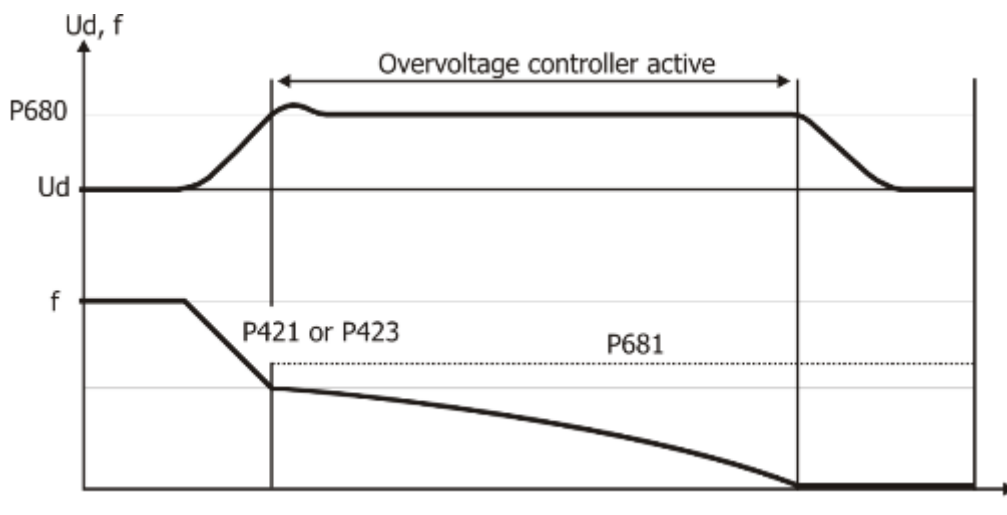 Ud, f
Overvoltage controller active
P680
Ud
f
P421 or P423
P681